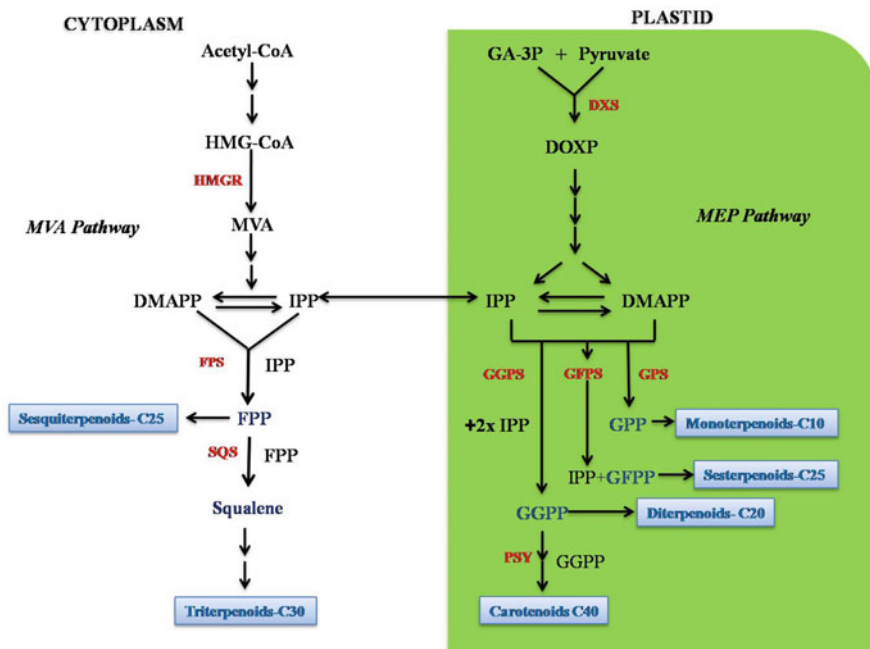 CYTOPLASM
Acetyl-CoA
HMG-CoA
HMGR
MVA Pathway
MVA
DMAPP
IPP
FPS
IPP
Sesquiterpenoids- C25
FPP
SQS
FPP
Squalene
Triterpenoids-C30
PLASTID
GA-3P + Pyruvate
DXS
DOXP
MEP Pathway
IPP
DMAPP
GGPS
GFPS
GPS
+2x IPP
GPP
Monoterpenoids-C10
IPP+GFPP
Sesterpenoids-C25
GGPP
Diterpenoids- C20
PSY
GGPP
Carotenoids C40